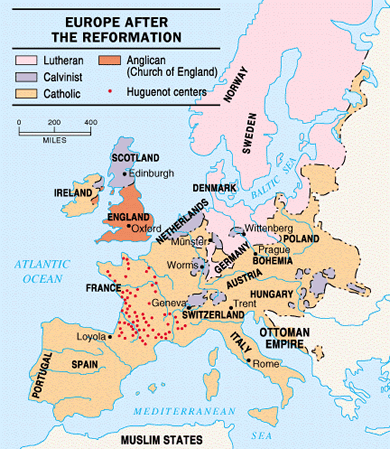 EUROPE AFTER
THE REFORMATION
Lutheran
Calvinist
Catholic
Anglican
(Church of England)
Huguenot centers
0 200 400
MILES
NORWAY
SWEDEN
SCOTLAND
Edinburgh
IRELAND
ENGLAND
Oxford
DENMARK
BALTIC SEA
NETHERLANDS
Münster
Wittenberg
GERMANY
POLAND
Prague
BOHEMIA
Worms
ATLANTIC
OCEAN
FRANCE
AUSTRIA
HUNGARY
Geneva
Trent
SWITZERLAND
Loyola
ITALY
OTTOMAN
EMPIRE
PORTUGAL
SPAIN
Rome
MEDITERRANEAN
SEA
MUSLIM STATES